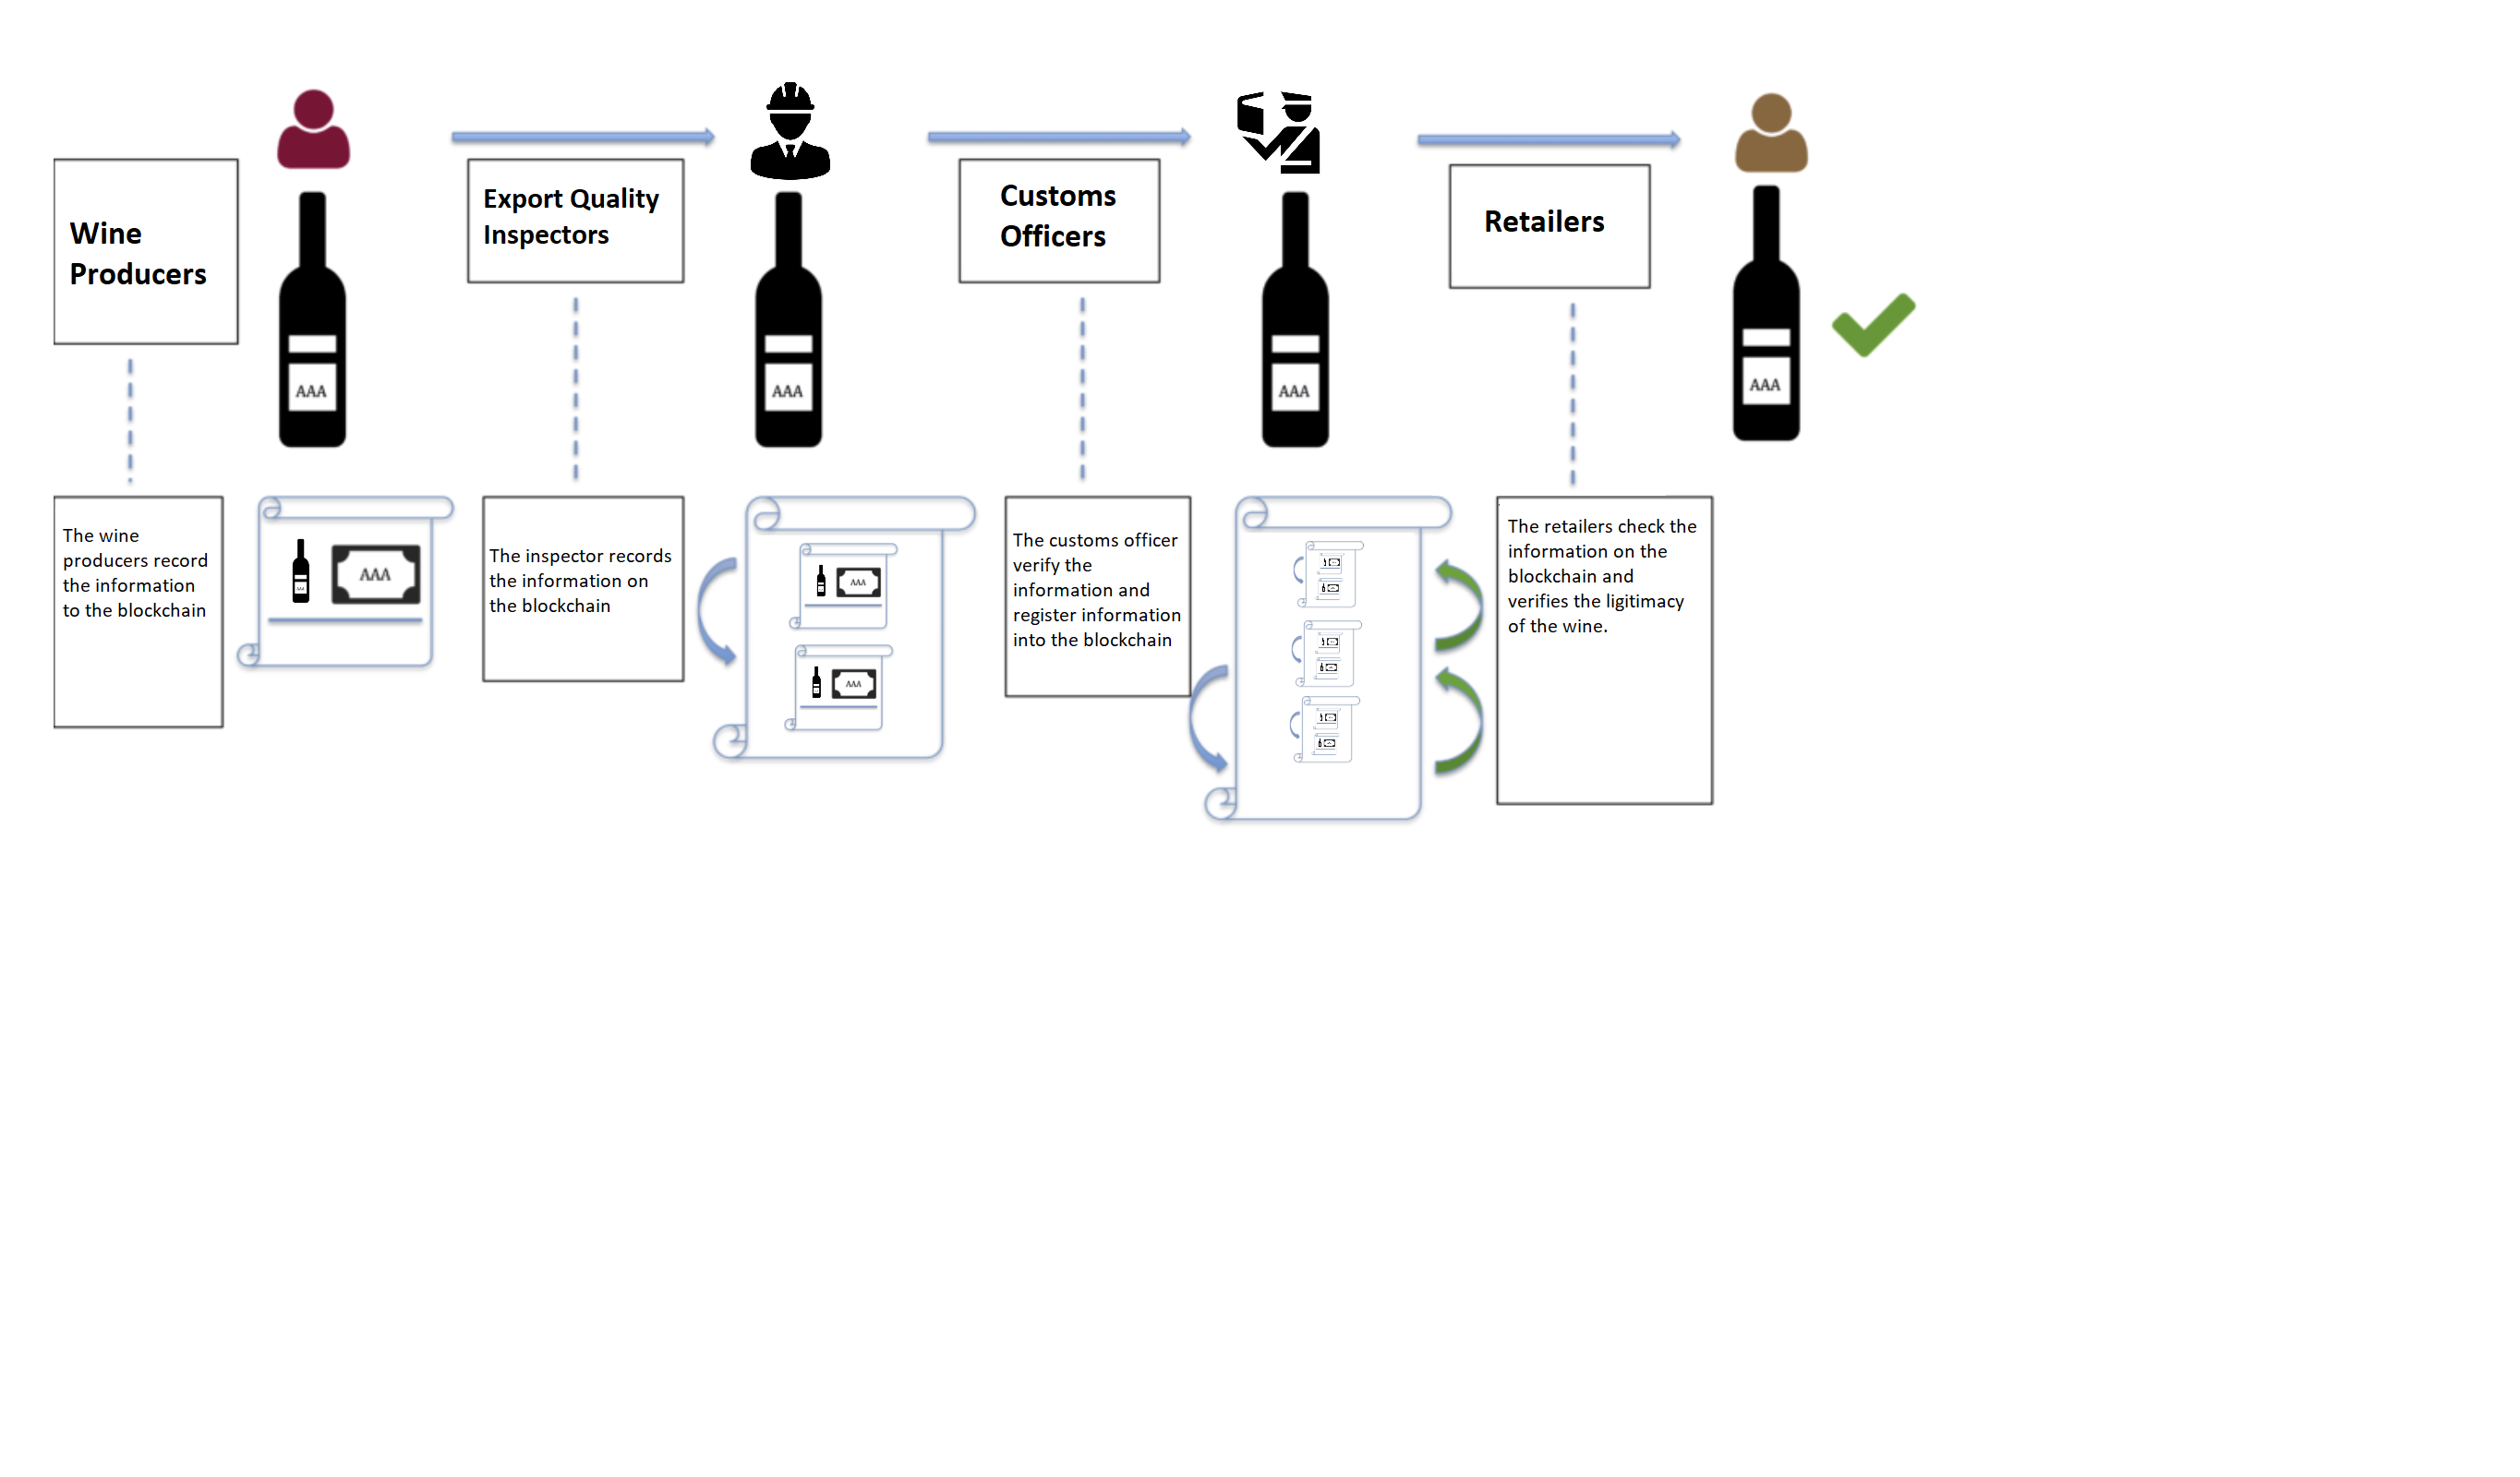 Wine
Producers
Export Quality
Inspectors
Customs
Officers
Retailers
AAA
AAA
AAA
AAA
The wine
producers record
the information
to the blockchain
AAA
The inspector records
the information on
the blockchain
AAA
AAA
The customs officer
verify the
information and
register information
into the blockchain
The retailers check the
information on the
blockchain and
verifies the ligitimacy
of the wine.